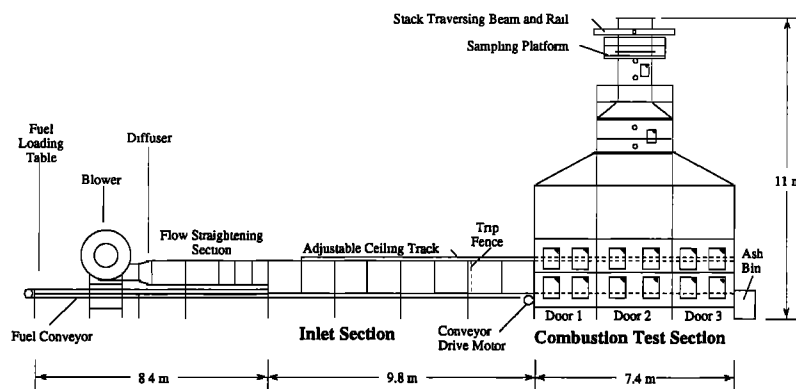 Stack Traversing Beam and Rail
Sampling Platform
Fuel
Loading
Table
Diffuser
Blower
11 m
Flow Straightening
Section
Adjustable Ceiling Track
Trip
Fence
Ash
Bin
Fuel Conveyor
Inlet Section
Conveyor
Drive Motor
Door 1
Door 2
Door 3
Combustion Test Section
8 4 m
9.8 m
7.4 m